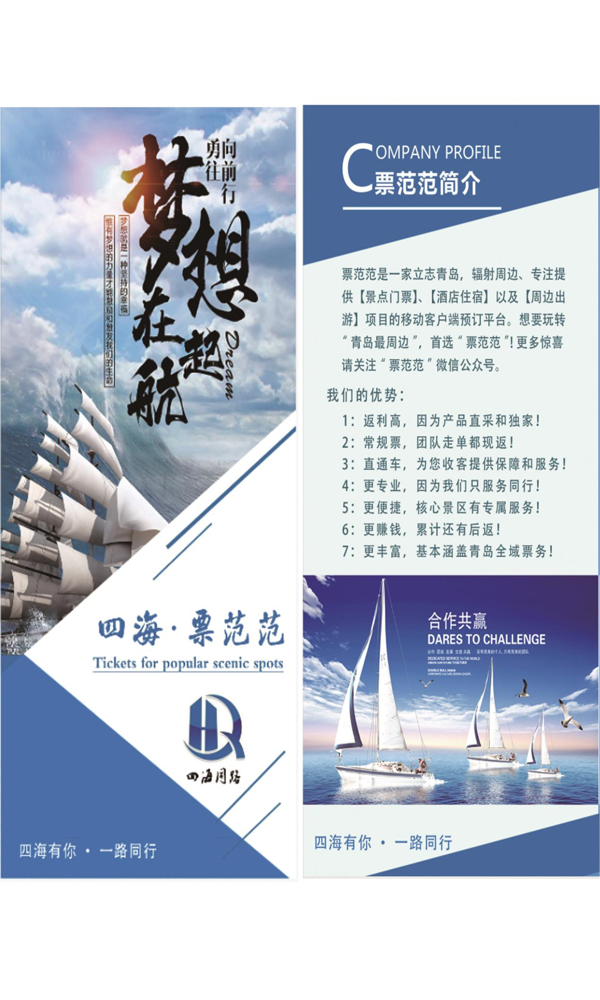 勇往
向前行
梦想在起航
Dream
梦想就是一种坚持的幸福
惟有梦想的力量才能激励和激发我们的生命
四海·票范范
Tickets for popular scenic spots
四海同路
四海有你·一路同行
COMPANY PROFILE
票范范简介
票范范是一家立志青岛，辐射周边、专注提
供【景点门票】、【酒店住宿】以及【周边出
游】项目的移动客户端预订平台。想要玩转
“青岛最周边”，首选“票范范”！更多惊喜
请关注“票范范”微信公众号。
我们的优势：
1：返利高，因为产品直采和独家！
2：常规票，团队走单都现返！
3：直通车，为您收客提供保障和服务！
4：更专业，因为我们只服务同行！
5：更便捷，核心景区有专属服务！
6：更赚钱，累计还有后返！
7：更丰富，基本涵盖青岛全域票务！
合作共赢
DARES TO CHALLENGE
合作 团结 发展 交流 共赢 没有完美的个人,只有完美的团队
DEDICATED SERVICE TO THE WORLD
CREATE OUR FUTURE TOGETHER
DOUBLE BULL DESIGN
CORPORATE CULTURE DESIGN LEADER...
四海有你·一路同行